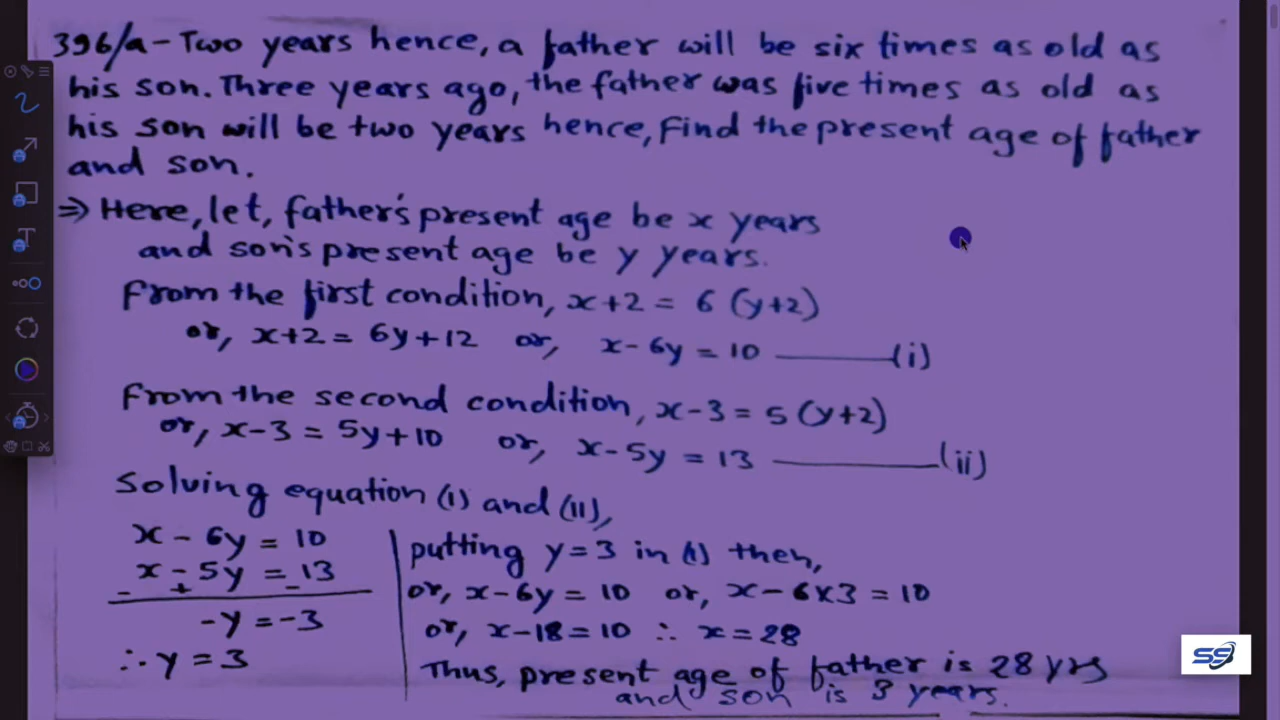 396/a - Two years hence, a father will be six times as old as
his son. Three years ago, the father was five times as old as
his son will be two years hence, Find the present age of father
and son.
⇒ Here, let, father's present age be x years
and son's present age be y years.
From the first condition, x+2 = 6 (y+2)
or, x+2 = 6y+12 or, x-6y = 10 ———(i)
From the second condition, x-3 = 5 (y+2)
or, x-3 = 5y+10 or, x-5y = 13 ———(ii)
Solving equation (i) and (ii),
x - 6y = 10
x - 5y = 13
- + -
-y = -3
∴ y = 3
putting y=3 in (i) then,
or, x-6y = 10 or, x-6x3 = 10
or, x-18 = 10 ∴ x = 28
Thus, present age of father is 28 yrs
and son is 3 years.
SS